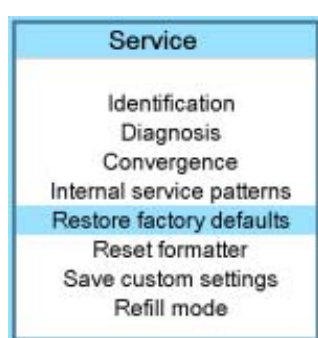 Service
Identification
Diagnosis
Convergence
Internal service patterns
Restore factory defaults
Reset formatter
Save custom settings
Refill mode